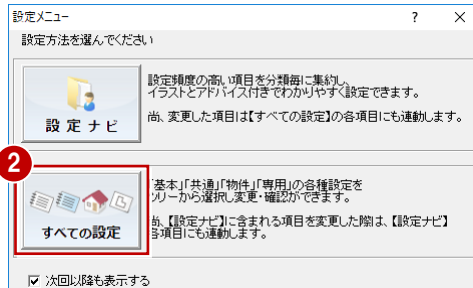 設定メニュー ? ×
設定方法を選んでください
設定頻度の高い項目を分類毎に集約し、
イラストとアドバイス付きでわかりやすく設定できます。
尚、変更した項目は【すべての設定】の各項目にも連動します。
設定ナビ
2
「基本」「共通」「物件」「専用」の各種設定を
ツリーから選択し変更・確認ができます。
尚、【設定ナビ】に含まれる項目を変更した際は、【設定ナビ】
各項目にも連動します。
すべての設定
次回以降も表示する